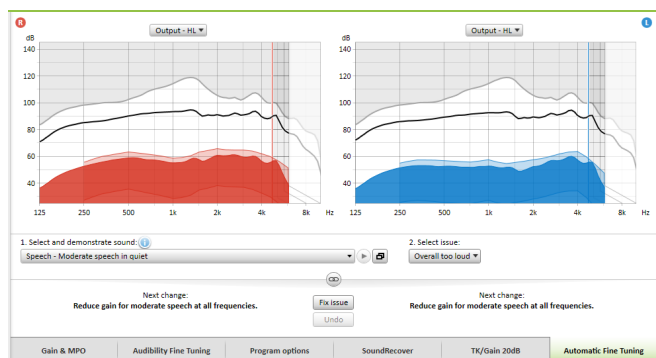 R
Output - HL
Output - HL
L
dB
dB
140
140
120
120
100
100
80
80
60
60
40
40
125 250 500 1k 2k 4k 8k Hz
125 250 500 1k 2k 4k 8k Hz
1. Select and demonstrate sound:
2. Select issue:
Speech - Moderate speech in quiet
Overall too loud
Next change:
Reduce gain for moderate speech at all frequencies.
Fix issue
Undo
Next change:
Reduce gain for moderate speech at all frequencies.
Gain & MPO
Audibility Fine Tuning
Program options
SoundRecover
TK/Gain 20dB
Automatic Fine Tuning